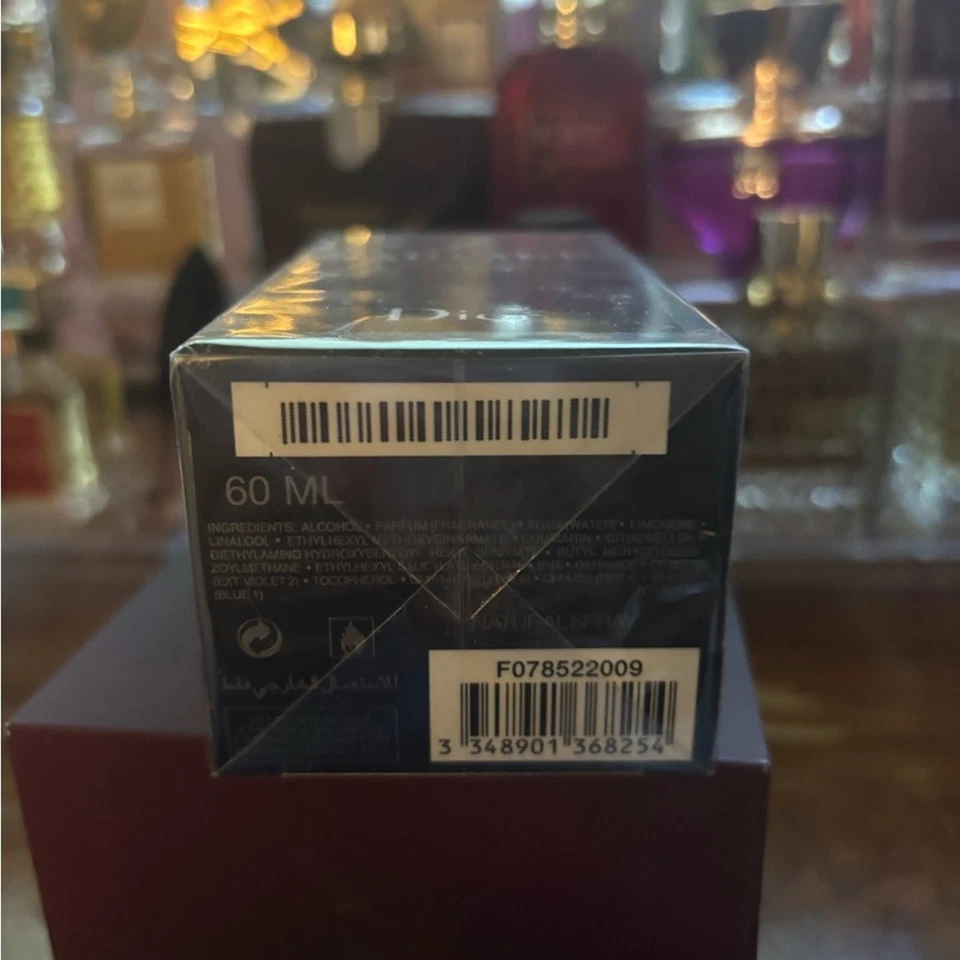 Dior
60 ML
INGREDIENTS: ALCOHOL • PARFUM (FRAGRANCE) • AQUA (WATER) • LIMONENE •
LINALOOL • ETHYLHEXYL METHOXYCINNAMATE • COUMARIN • CITRONELLOL •
DIETHYLAMINO HYDROXYBENZOYL HEXYL BENZOATE • BUTYL
ZOYLMETHANE • ETHYLHEXYL SALICYLATE •
(EXT. VIOLET 2) • TOCOPHEROL •
(BLUE 1)
NATURAL SPRAY
للاستعمال الخارجي فقط
F078522009
3 348901 368254